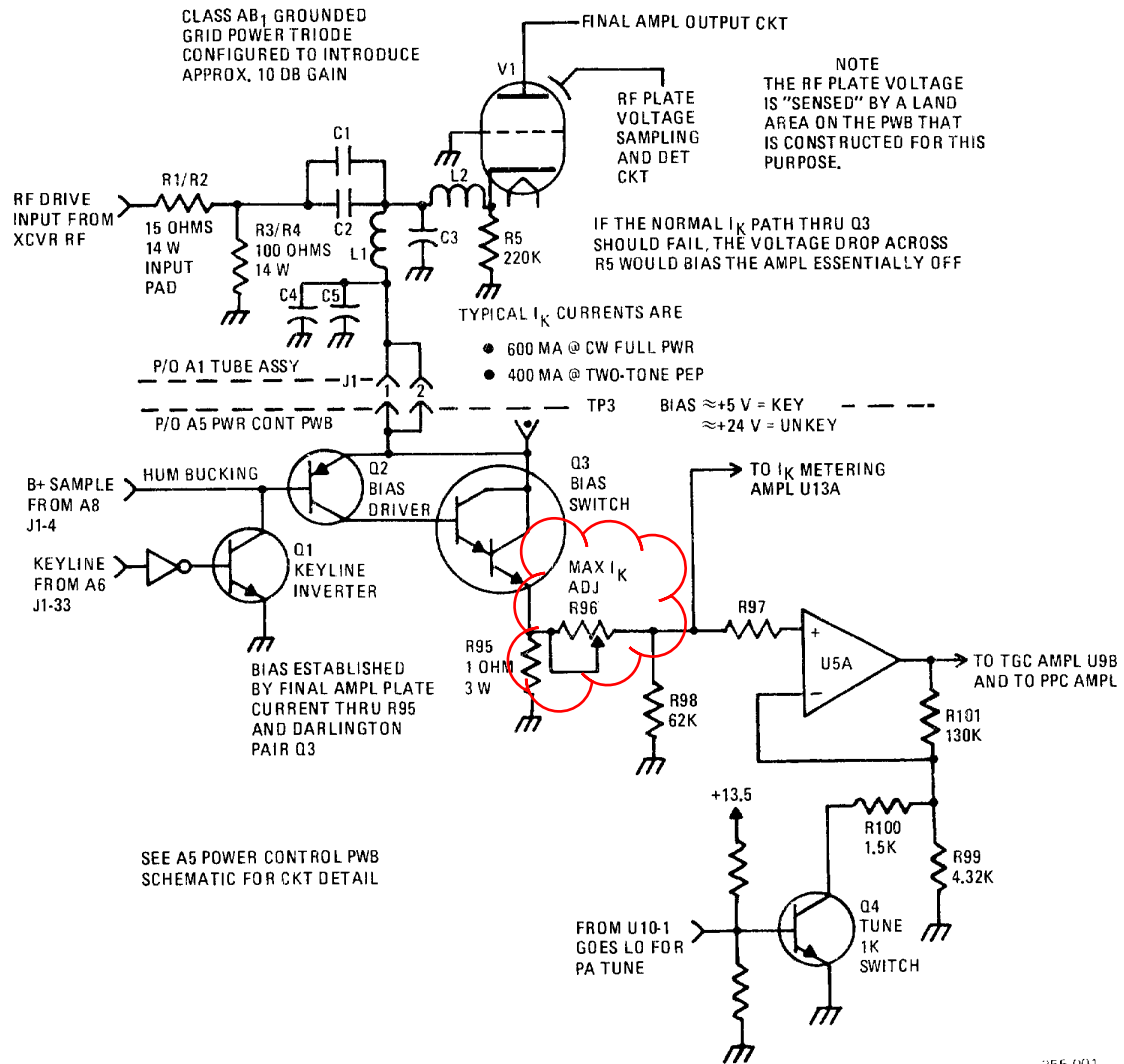 CLASS AB1 GROUNDED
GRID POWER TRIODE
CONFIGURED TO INTRODUCE
APPROX. 10 DB GAIN
FINAL AMPL OUTPUT CKT
V1
RF PLATE
VOLTAGE
SAMPLING
AND DET
CKT
NOTE
THE RF PLATE VOLTAGE
IS "SENSED" BY A LAND
AREA ON THE PWB THAT
IS CONSTRUCTED FOR THIS
PURPOSE.
C1
L2
R1/R2
RF DRIVE
INPUT FROM
XCVR RF
15 OHMS
14 W
INPUT
PAD
R3/R4
100 OHMS
14 W
C2
L1
C3
R5
220K
IF THE NORMAL IK PATH THRU Q3
SHOULD FAIL, THE VOLTAGE DROP ACROSS
R5 WOULD BIAS THE AMPL ESSENTIALLY OFF
C4
C5
TYPICAL IK CURRENTS ARE
• 600 MA @ CW FULL PWR
• 400 MA @ TWO-TONE PEP
P/O A1 TUBE ASSY
J1
1
2
P/O A5 PWR CONT PWB
TP3
BIAS ≈+5 V = KEY
≈+24 V = UNKEY
B+ SAMPLE
FROM A8
J1-4
HUM BUCKING
Q2
BIAS
DRIVER
Q3
BIAS
SWITCH
TO IK METERING
AMPL U13A
KEYLINE
FROM A6
J1-33
Q1
KEYLINE
INVERTER
MAX IK
ADJ
R96
R97
R95
1 OHM
3 W
+
U5A
−
TO TGC AMPL U9B
AND TO PPC AMPL
BIAS ESTABLISHED
BY FINAL AMPL PLATE
CURRENT THRU R95
AND DARLINGTON
PAIR Q3
R98
62K
R101
130K
+13.5
R100
1.5K
R99
4.32K
SEE A5 POWER CONTROL PWB
SCHEMATIC FOR CKT DETAIL
FROM U10-1
GOES LO FOR
PA TUNE
Q4
TUNE
1K
SWITCH